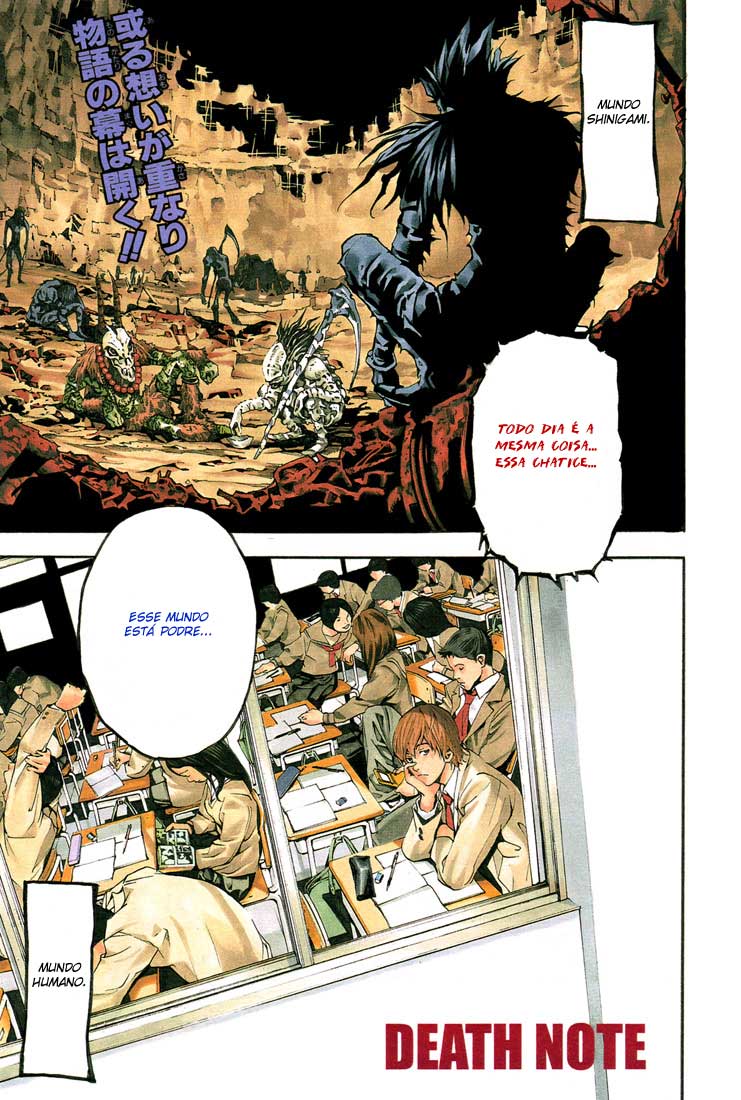 MUNDO
SHINIGAMI.
或る想いが重なり
物語の幕は開く!!
TODO DIA É A
MESMA COISA...
ESSA CHATICE...
ESSE MUNDO
ESTÁ PODRE...
MUNDO
HUMANO.
DEATH NOTE